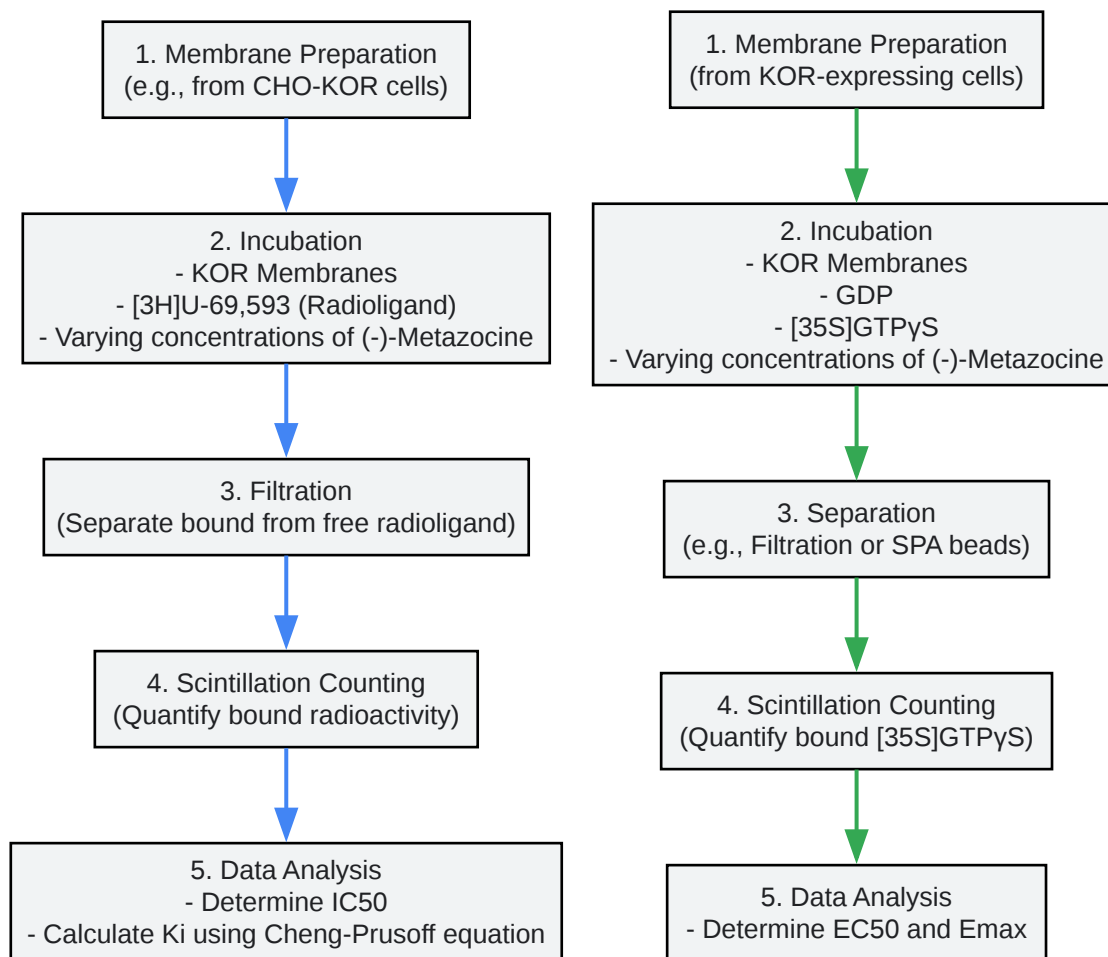 1. Membrane Preparation
(e.g., from CHO-KOR cells)
2. Incubation
- KOR Membranes
- [3H]U-69,593 (Radioligand)
- Varying concentrations of (-)-Metazocine
3. Filtration
(Separate bound from free radioligand)
4. Scintillation Counting
(Quantify bound radioactivity)
5. Data Analysis
- Determine IC50
- Calculate Ki using Cheng-Prusoff equation
1. Membrane Preparation
(from KOR-expressing cells)
2. Incubation
- KOR Membranes
- GDP
- [35S]GTPγS
- Varying concentrations of (-)-Metazocine
3. Separation
(e.g., Filtration or SPA beads)
4. Scintillation Counting
(Quantify bound [35S]GTPγS)
5. Data Analysis
- Determine EC50 and Emax